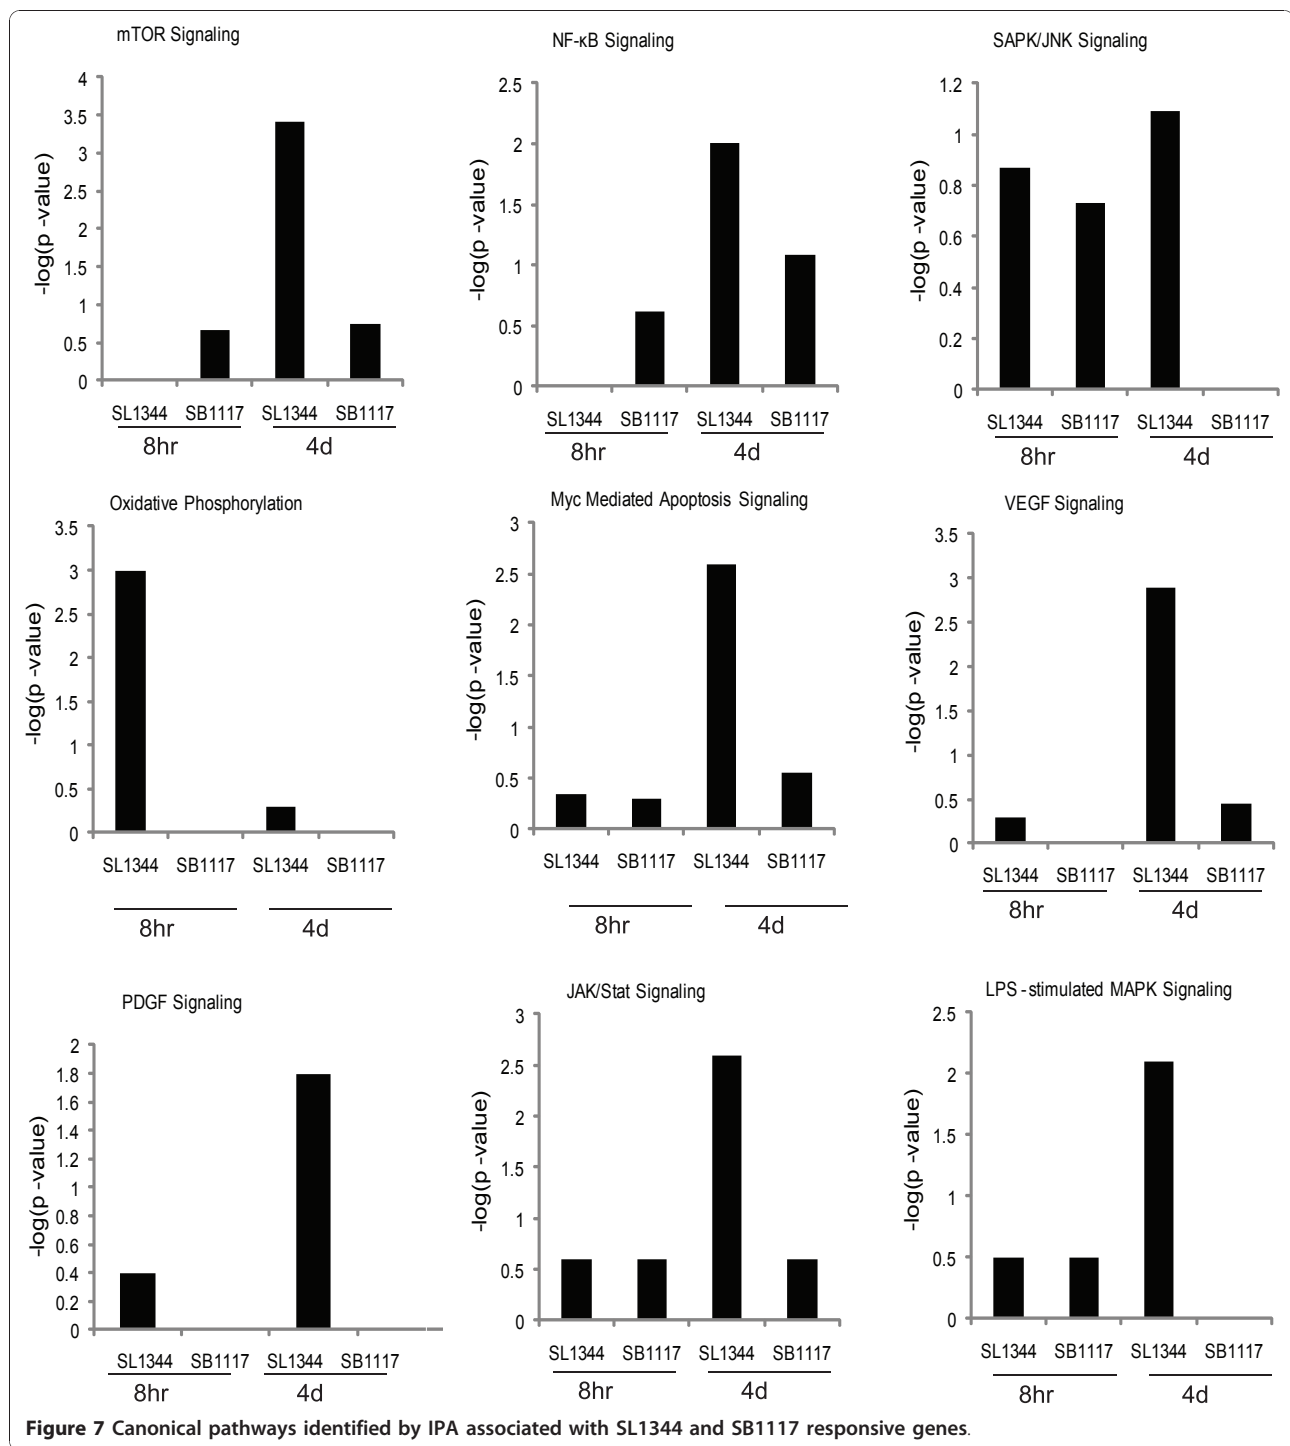 mTOR Signaling
-log(p -value)
4
3.5
3
2.5
2
1.5
1
0.5
0
SL1344 SB1117 SL1344 SB1117
8hr 4d
NF-κB Signaling
-log(p -value)
2.5
2
1.5
1
0.5
0
SL1344 SB1117 SL1344 SB1117
8hr 4d
SAPK/JNK Signaling
-log(p -value)
1.2
1
0.8
0.6
0.4
0.2
0
SL1344 SB1117 SL1344 SB1117
8hr 4d
Oxidative Phosphorylation
-log(p -value)
3.5
3
2.5
2
1.5
1
0.5
0
SL1344 SB1117 SL1344 SB1117
8hr 4d
Myc Mediated Apoptosis Signaling
-log(p -value)
3
2.5
2
1.5
1
0.5
0
SL1344 SB1117 SL1344 SB1117
8hr 4d
VEGF Signaling
-log(p -value)
3.5
3
2.5
2
1.5
1
0.5
0
SL1344 SB1117 SL1344 SB1117
8hr 4d
PDGF Signaling
-log(p -value)
2
1.8
1.6
1.4
1.2
1
0.8
0.6
0.4
0.2
0
SL1344 SB1117 SL1344 SB1117
8hr 4d
JAK/Stat Signaling
-log(p -value)
3
2.5
2
1.5
1
0.5
0
SL1344 SB1117 SL1344 SB1117
8hr 4d
LPS -stimulated MAPK Signaling
-log(p -value)
2.5
2
1.5
1
0.5
0
SL1344 SB1117 SL1344 SB1117
8hr 4d
Figure 7 Canonical pathways identified by IPA associated with SL1344 and SB1117 responsive genes.